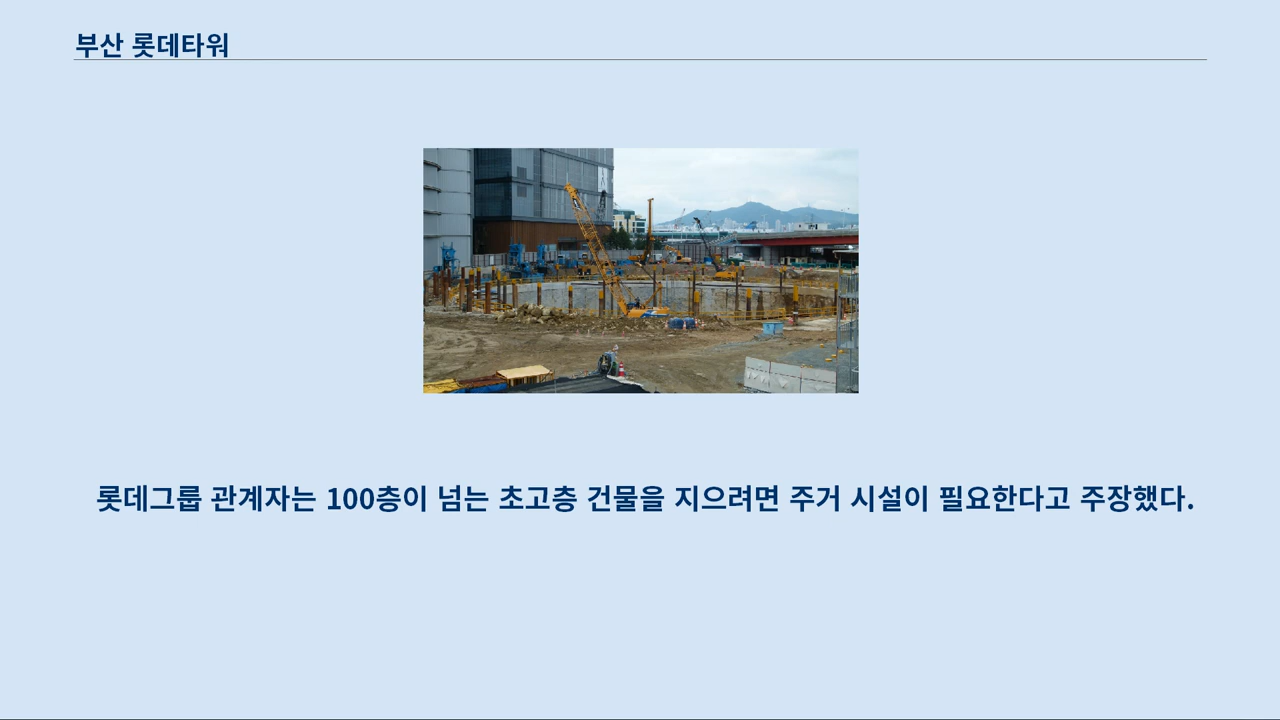 부산 롯데타워
롯데그룹 관계자는 100층이 넘는 초고층 건물을 지으려면 주거 시설이 필요한다고 주장했다.